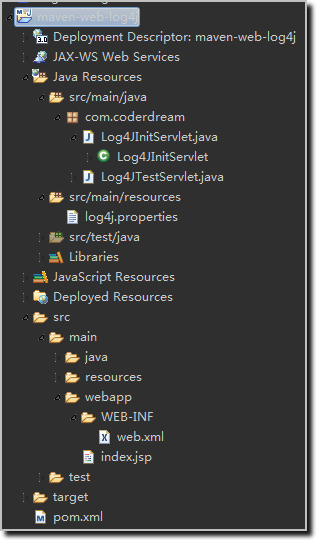 maven-web-log4j
Deployment Descriptor: maven-web-log4j
JAX-WS Web Services
Java Resources
src/main/java
com.coderdream
Log4JInitServlet.java
Log4JInitServlet
Log4JTestServlet.java
src/main/resources
log4j.properties
src/test/java
Libraries
JavaScript Resources
Deployed Resources
src
main
java
resources
webapp
WEB-INF
web.xml
index.jsp
test
target
pom.xml